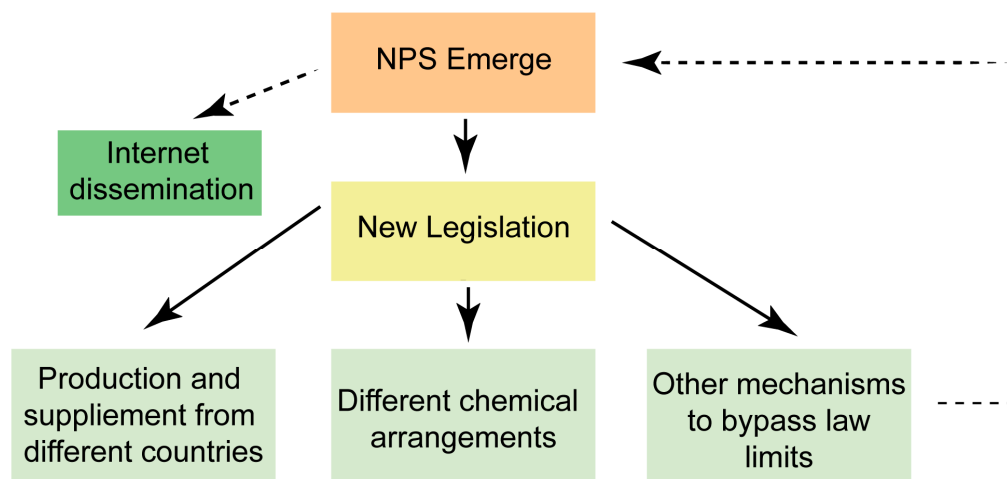 NPS Emerge
Internet
dissemination
New Legislation
Production and
suppliement from
different countries
Different chemical
arrangements
Other mechanisms
to bypass law
limits